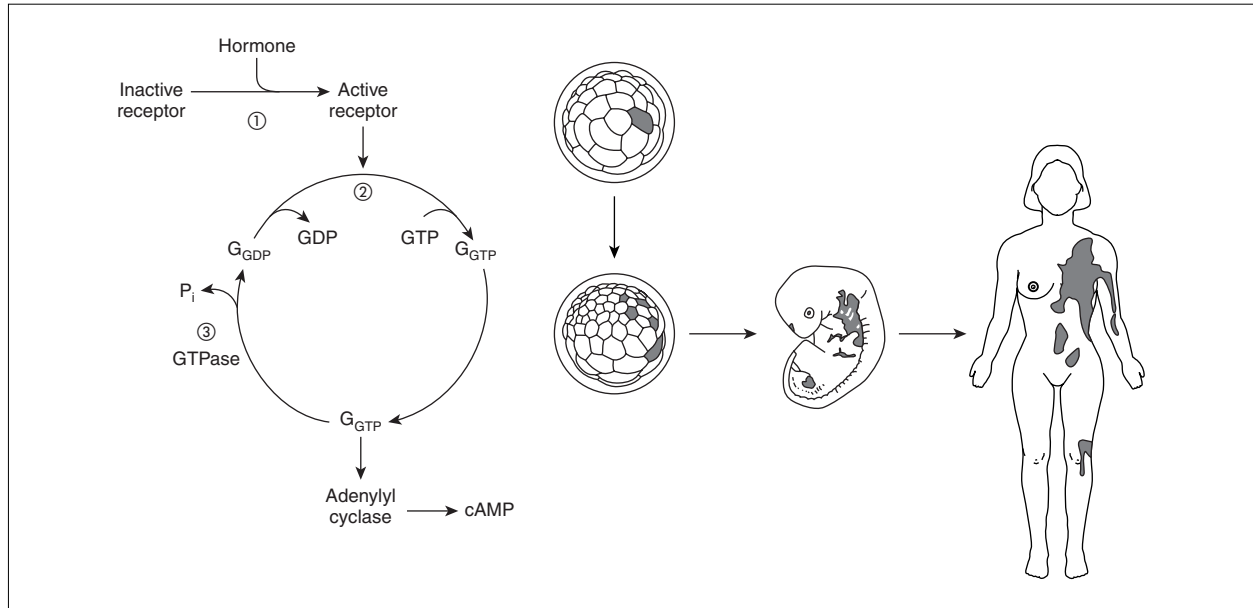 Hormone
Inactive
receptor
Active
receptor
①
②
GDP
GTP
G_GDP
G_GTP
P_i
③
GTPase
G_GTP
Adenylyl
cyclase
cAMP